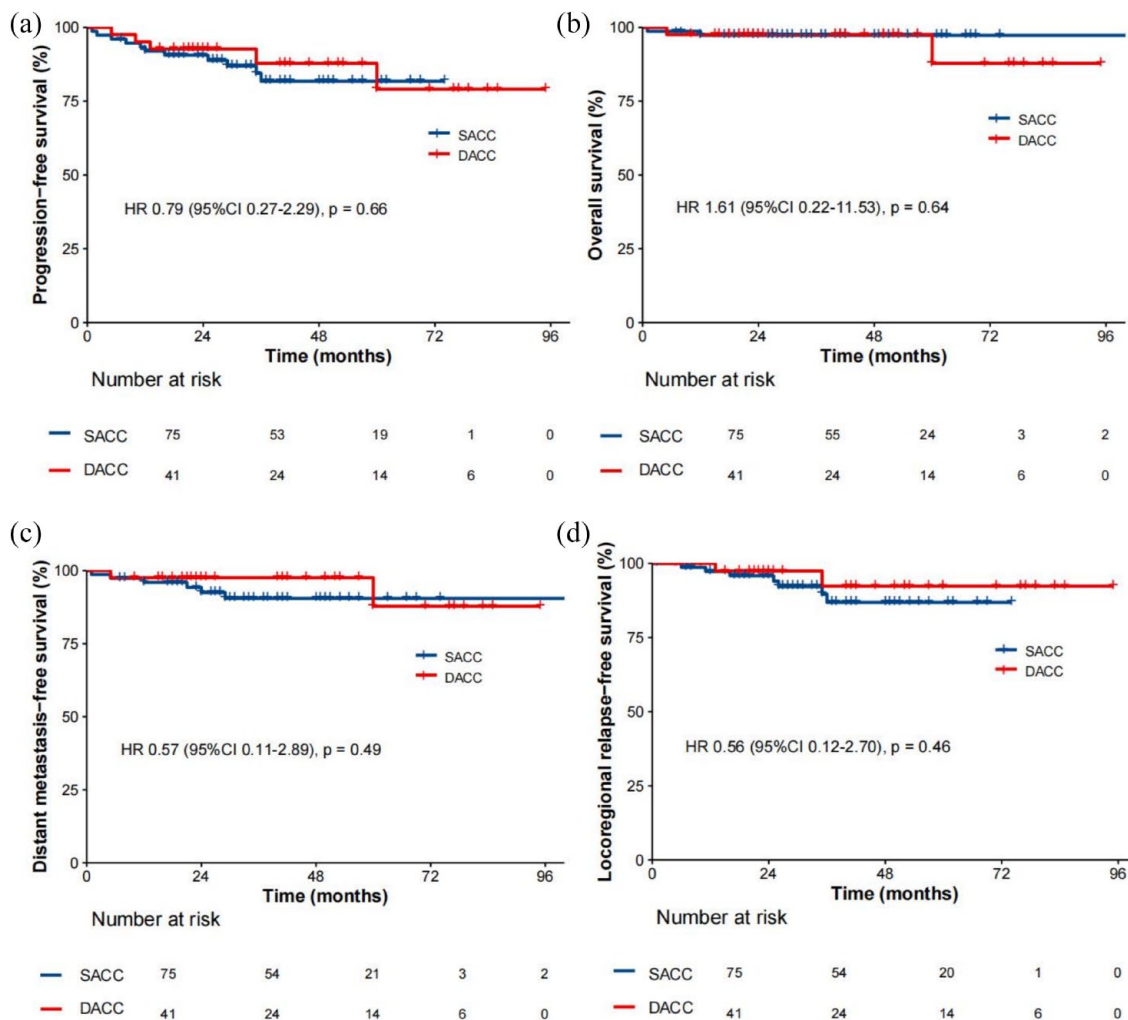 (a)
Progression-free survival (%)
100
75
50
25
0
SACC
DACC
HR 0.79 (95%CI 0.27-2.29), p = 0.66
0 24 48 72 96
Time (months)
Number at risk
SACC 75 53 19 1 0
DACC 41 24 14 6 0
(b)
Overall survival (%)
100
75
50
25
0
SACC
DACC
HR 1.61 (95%CI 0.22-11.53), p = 0.64
0 24 48 72 96
Time (months)
Number at risk
SACC 75 55 24 3 2
DACC 41 24 14 6 0
(c)
Distant metastasis-free survival (%)
100
75
50
25
0
SACC
DACC
HR 0.57 (95%CI 0.11-2.89), p = 0.49
0 24 48 72 96
Time (months)
Number at risk
SACC 75 54 21 3 2
DACC 41 24 14 6 0
(d)
Locoregional relapse-free survival (%)
100
75
50
25
0
SACC
DACC
HR 0.56 (95%CI 0.12-2.70), p = 0.46
0 24 48 72 96
Time (months)
Number at risk
SACC 75 54 20 1 0
DACC 41 24 14 6 0